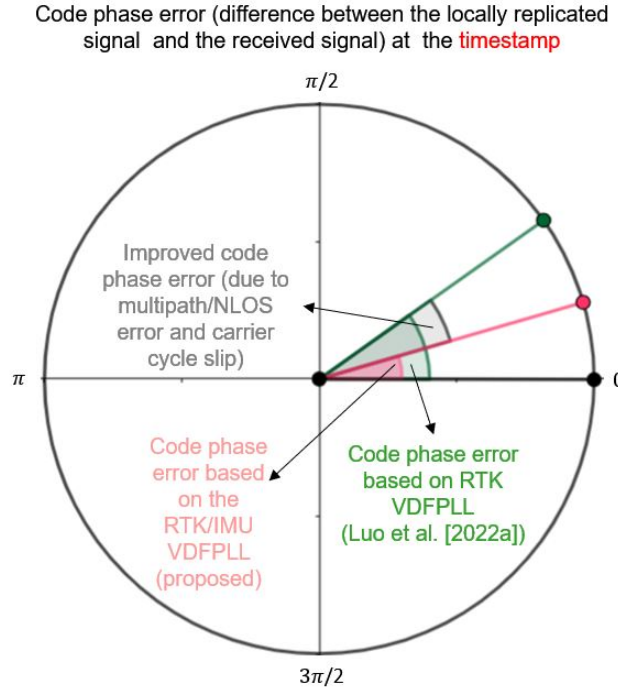 Code phase error (difference between the locally replicated
signal and the received signal) at the timestamp
π/2
Improved code
phase error (due to
multipath/NLOS
error and carrier
cycle slip)
π
0
Code phase
error based
on the
RTK/IMU
VDFPLL
(proposed)
Code phase error
based on RTK
VDFPLL
(Luo et al. [2022a])
3π/2